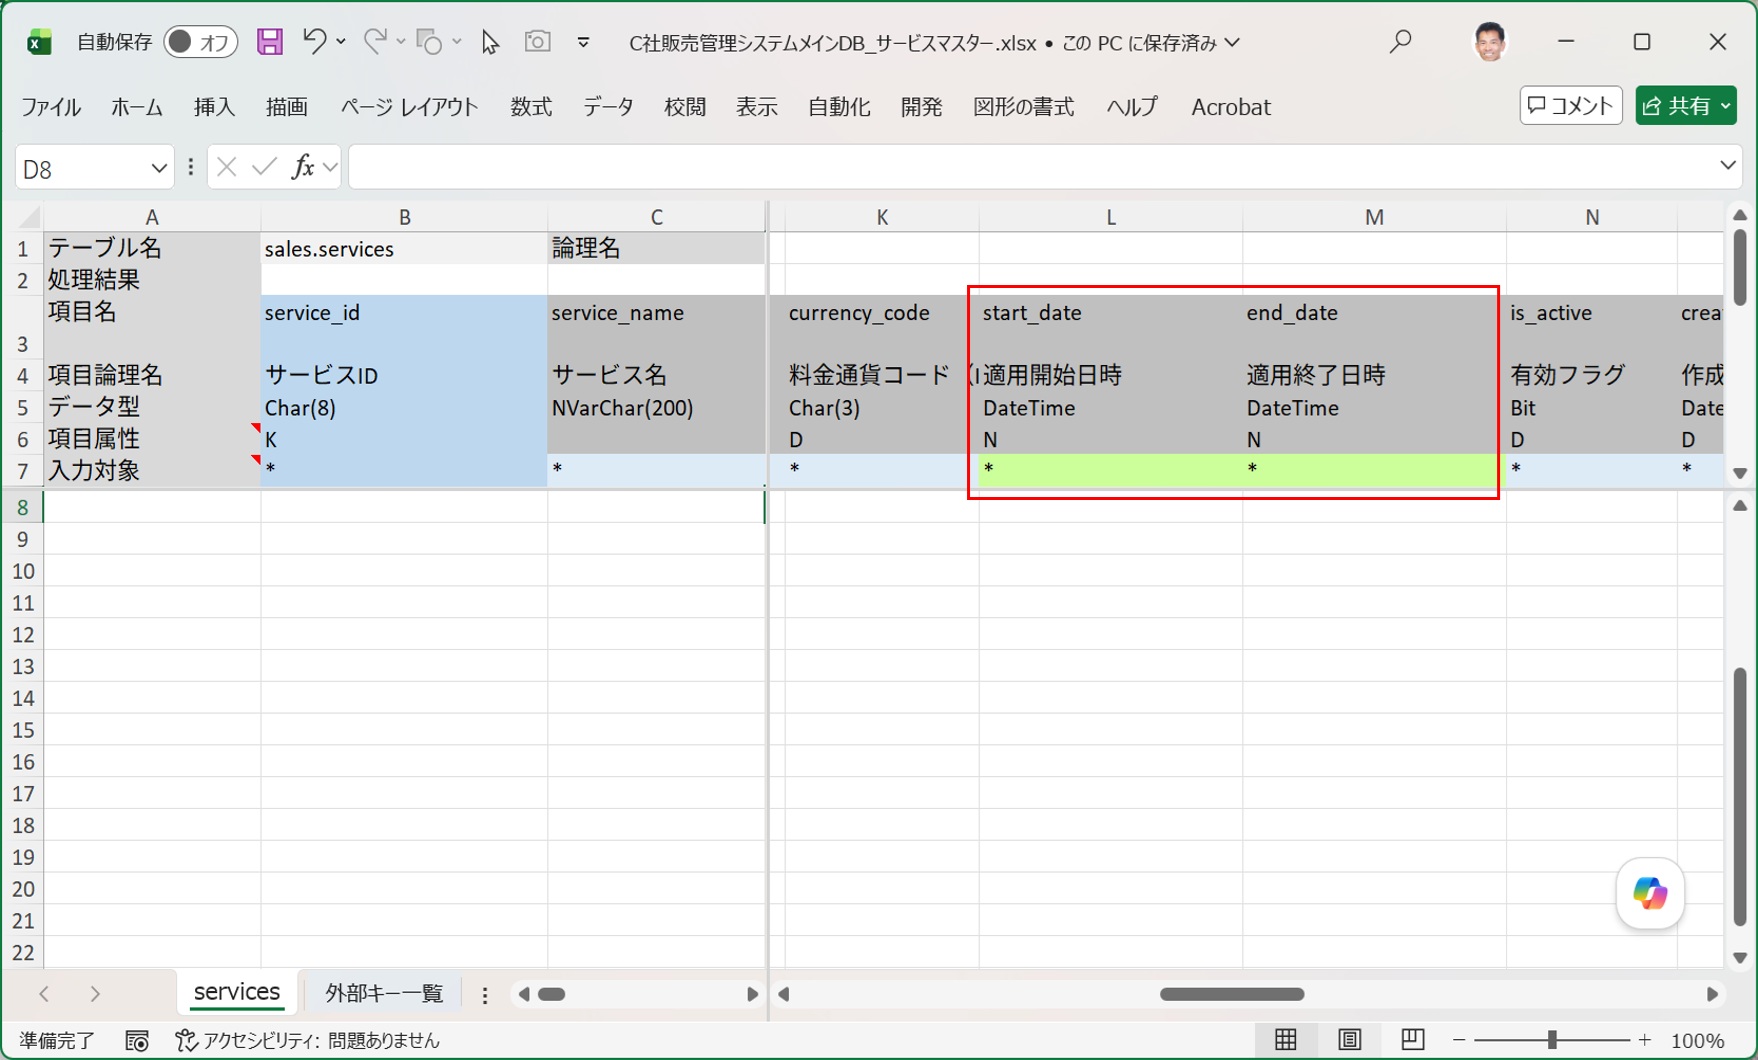 自動保存 オフ C社販売管理システムメインDB_サービスマスター.xlsx • この PC に保存済み
ファイル ホーム 挿入 描画 ページ レイアウト 数式 データ 校閲 表示 自動化 開発 図形の書式 ヘルプ Acrobat コメント 共有
D8 fx
A B C K L M N
1 テーブル名 sales.services 論理名
2 処理結果
3 項目名 service_id service_name currency_code start_date end_date is_active crea
4 項目論理名 サービスID サービス名 料金通貨コード (I 適用開始日時 適用終了日時 有効フラグ 作成
5 データ型 Char(8) NVarChar(200) Char(3) DateTime DateTime Bit Date
6 項目属性 K D N N D D
7 入力対象 * * * * * * *
8
9
10
11
12
13
14
15
16
17
18
19
20
21
22
services 外部キー一覧
準備完了 アクセシビリティ: 問題ありません 100%